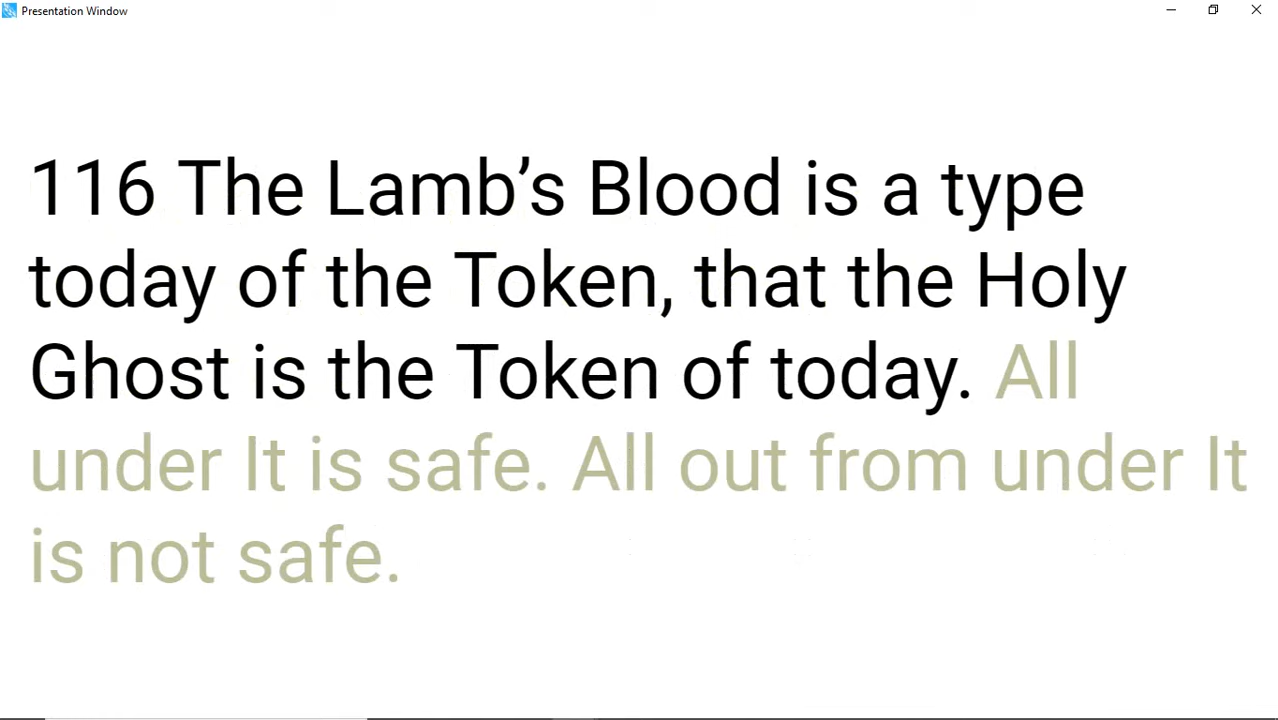 Presentation Window
116 The Lamb’s Blood is a type
today of the Token, that the Holy
Ghost is the Token of today. All
under It is safe. All out from under It
is not safe.